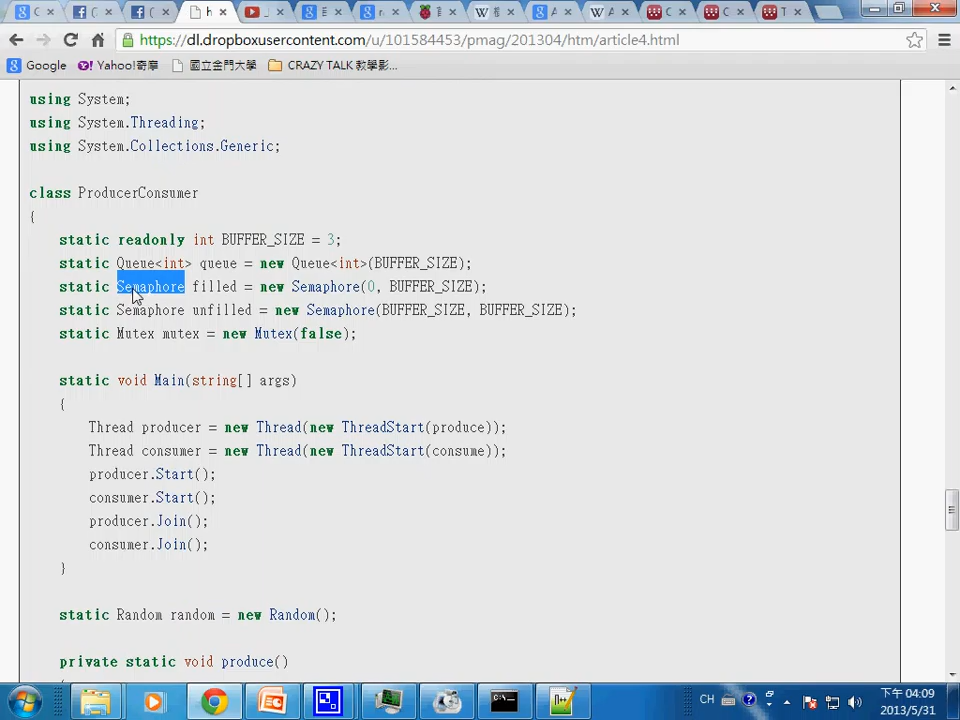 https://dl.dropboxusercontent.com/u/101584453/pmag/201304/htm/article4.html
Google Yahoo!奇摩 國立金門大學 CRAZY TALK 教學影...
using System;
using System.Threading;
using System.Collections.Generic;
class ProducerConsumer
{
static readonly int BUFFER_SIZE = 3;
static Queue<int> queue = new Queue<int>(BUFFER_SIZE);
static Semaphore filled = new Semaphore(0, BUFFER_SIZE);
static Semaphore unfilled = new Semaphore(BUFFER_SIZE, BUFFER_SIZE);
static Mutex mutex = new Mutex(false);
static void Main(string[] args)
{
Thread producer = new Thread(new ThreadStart(produce));
Thread consumer = new Thread(new ThreadStart(consume));
producer.Start();
consumer.Start();
producer.Join();
consumer.Join();
}
static Random random = new Random();
private static void produce()
CH
下午 04:09
2013/5/31